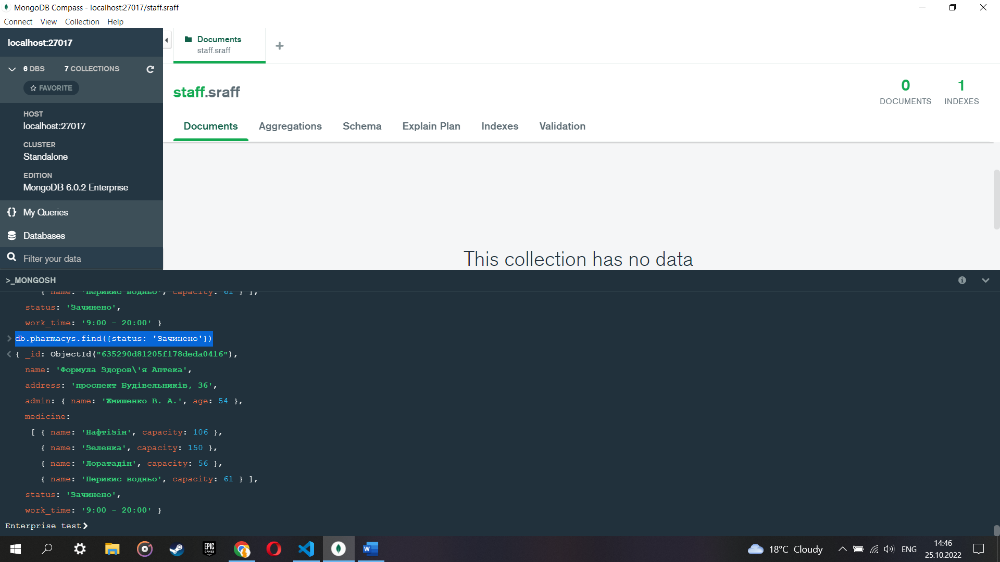 MongoDB Compass - localhost:27017/staff.sraff
Connect View Collection Help
localhost:27017
6 DBS 7 COLLECTIONS
FAVORITE
HOST
localhost:27017
CLUSTER
Standalone
EDITION
MongoDB 6.0.2 Enterprise
{} My Queries
Databases
Filter your data
Documents
staff.sraff
+
staff.sraff
0
DOCUMENTS
1
INDEXES
Documents Aggregations Schema Explain Plan Indexes Validation
This collection has no data
>_MONGOSH
{ name: 'Перикис водньо', capacity: 61 } ],
status: 'Зачинено',
work_time: '9:00 - 20:00' }
> db.pharmacys.find({status: 'Зачинено'})
< { _id: ObjectId("635290d81205f178deda0416"),
name: 'Формула Здоров\'я Аптека',
address: 'проспект Будівельників, 36',
admin: { name: 'Жмишенко В. А.', age: 54 },
medicine:
[ { name: 'Нафтізін', capacity: 106 },
{ name: 'Зеленка', capacity: 150 },
{ name: 'Лоратадін', capacity: 56 },
{ name: 'Перикис водньо', capacity: 61 } ],
status: 'Зачинено',
work_time: '9:00 - 20:00' }
Enterprise test>
EPIC GAMES
W
18°C Cloudy
ENG
14:46
25.10.2022